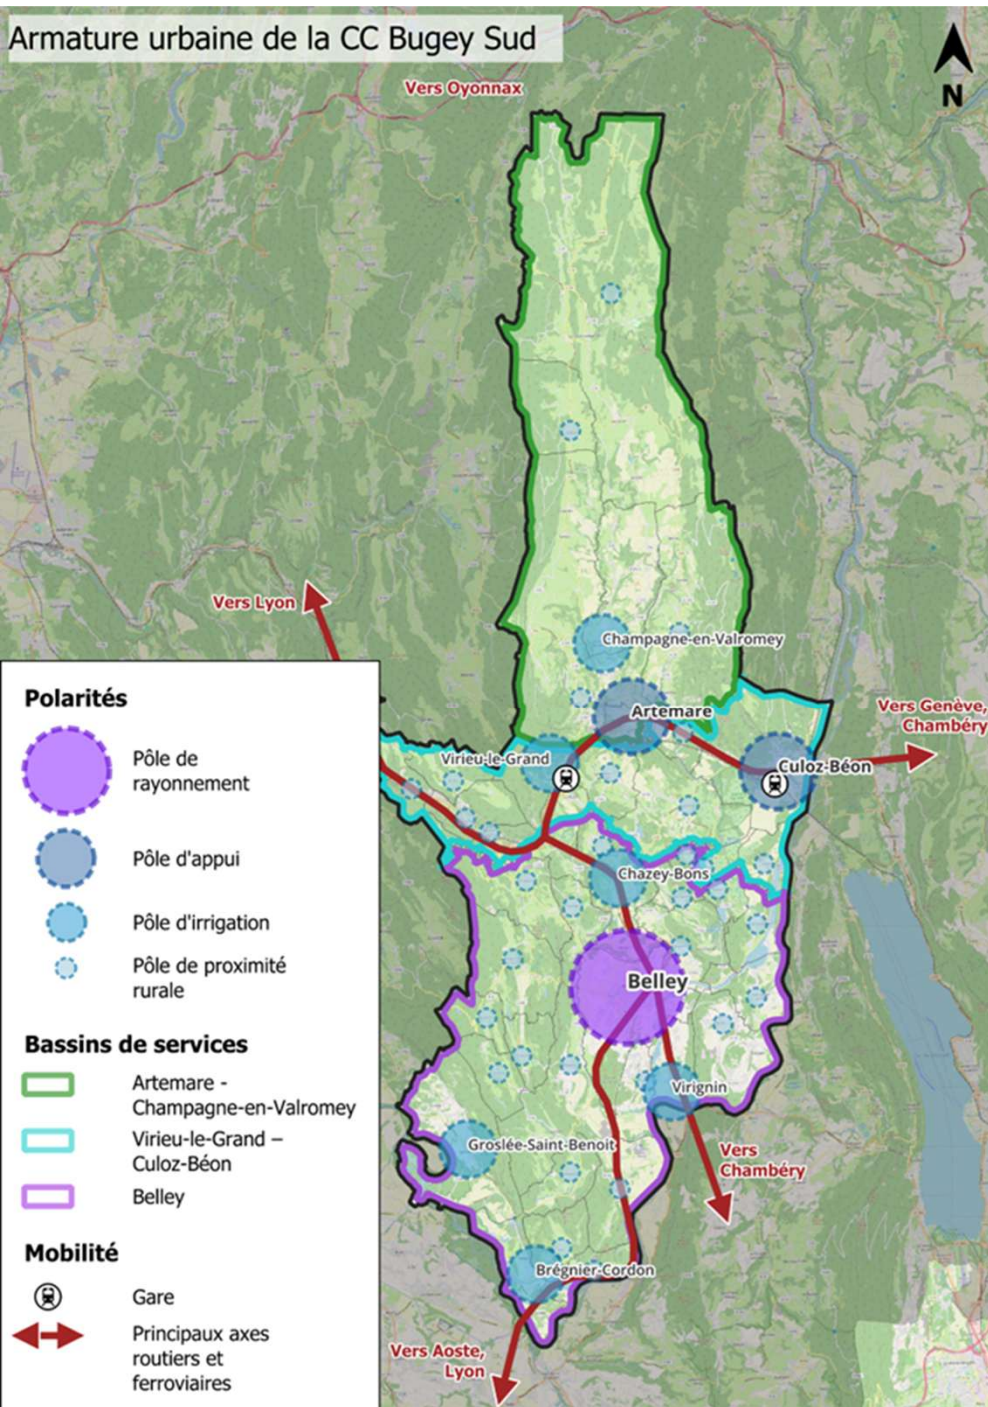 Armature urbaine de la CC Bugey Sud
N
Vers Oyonnax
Vers Lyon
Champagne-en-Valromey
Artemare
Vers Genève,
Chambéry
Virieu-le-Grand
Culoz-Béon
Chazey-Bons
Belley
Virignin
Groslée-Saint-Benoit
Vers
Chambéry
Brégnier-Cordon
Vers Aoste,
Lyon
Polarités
Pôle de
rayonnement
Pôle d'appui
Pôle d'irrigation
Pôle de proximité
rurale
Bassins de services
Artemare -
Champagne-en-Valromey
Virieu-le-Grand –
Culoz-Béon
Belley
Mobilité
Gare
Principaux axes
routiers et
ferroviaires